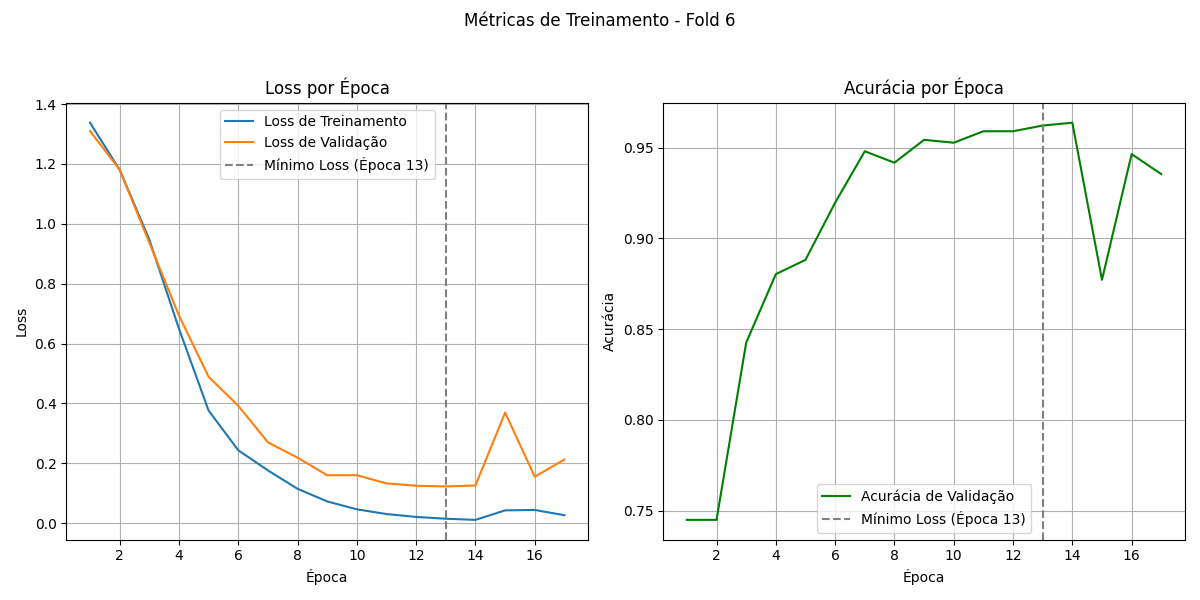 Métricas de Treinamento - Fold 6
Loss por Época
Loss de Treinamento
Loss de Validação
Mínimo Loss (Época 13)
1.4
1.2
1.0
0.8
0.6
0.4
0.2
0.0
Loss
2 4 6 8 10 12 14 16
Época
Acurácia por Época
0.95
0.90
0.85
0.80
0.75
Acurácia
Acurácia de Validação
Mínimo Loss (Época 13)
2 4 6 8 10 12 14 16
Época